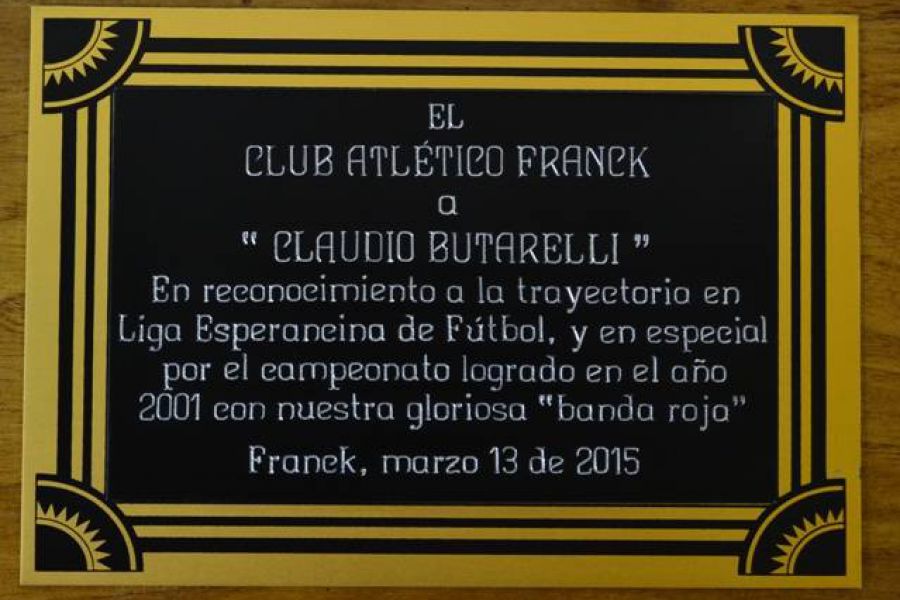 EL
CLUB ATLÉTICO FRANCK
a
" CLAUDIO BUTARELLI "
En reconocimiento a la trayectoria en
Liga Esperancina de Fútbol, y en especial
por el campeonato logrado en el año
2001 con nuestra gloriosa "banda roja"
Franck, marzo 13 de 2015